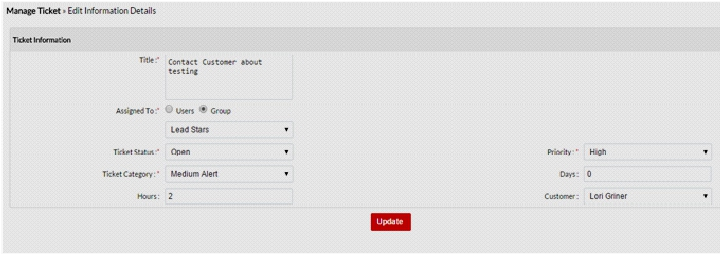 Manage Ticket » Edit Information Details
Ticket Information
Title:* Contact Customer about
testing
Assigned To:* Users Group
Lead Stars
Ticket Status:* Open Priority:* High
Ticket Category:* Medium Alert Days: 0
Hours: 2 Customer: Lori Griner
Update